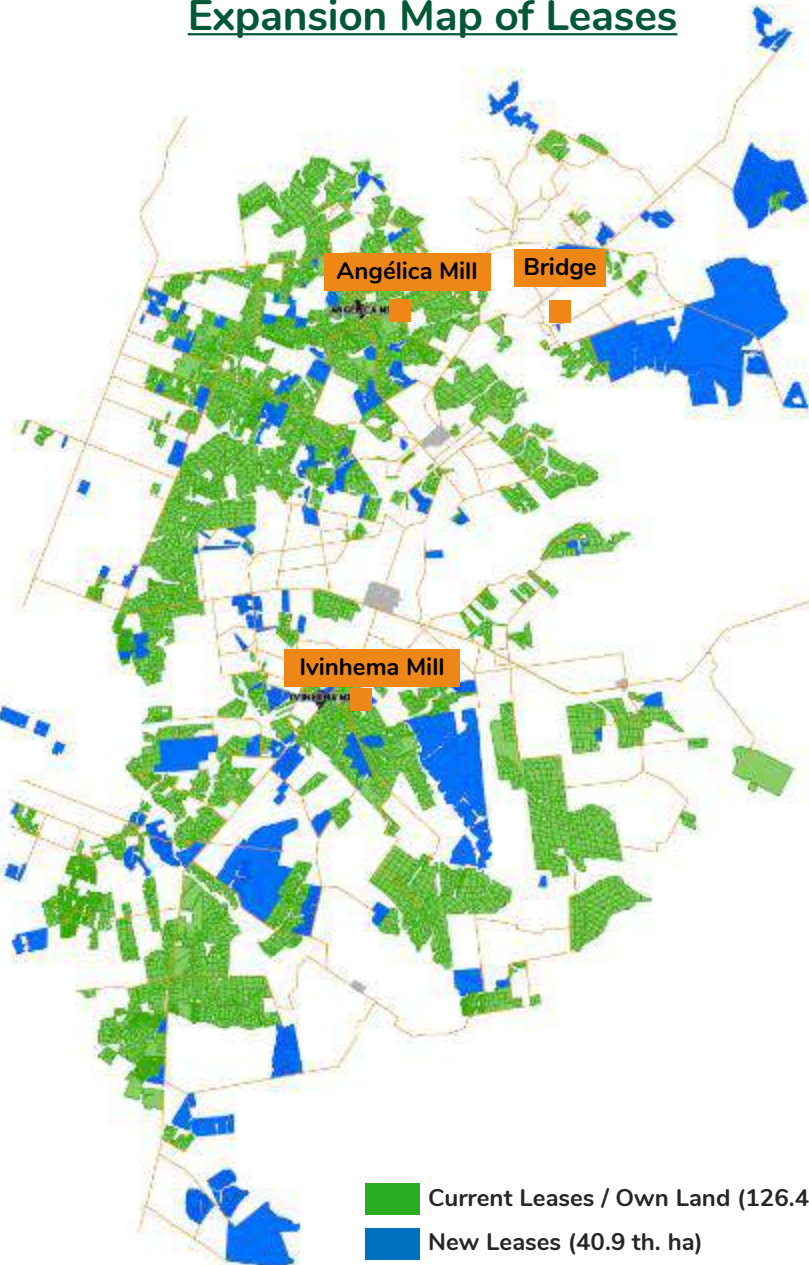 Expansion Map of Leases
Angélica Mill
Bridge
Ivinhema Mill
Current Leases / Own Land (126.4
New Leases (40.9 th. ha)